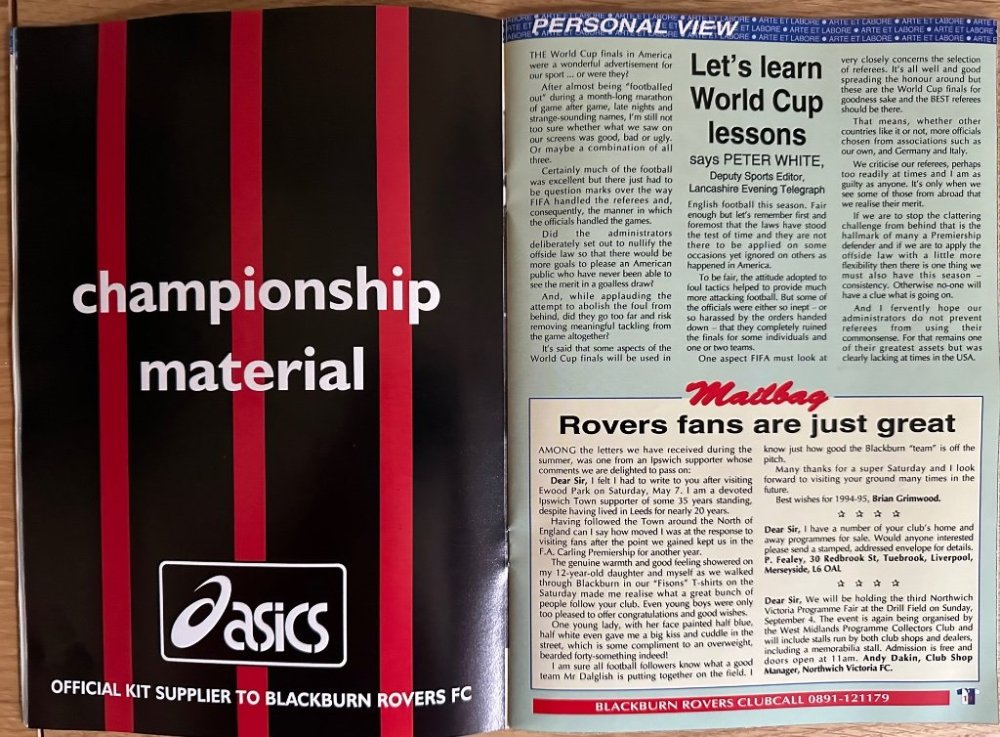 championship
material
asics
OFFICIAL KIT SUPPLIER TO BLACKBURN ROVERS FC
ARTE ET LABORE ● ARTE ET LABORE ● ARTE ET LABORE ● ARTE ET LABORE
PERSONAL VIEW
THE World Cup finals in America
were a wonderful advertisement for
our sport ... or were they?
After almost being "footballed
out" during a month-long marathon
of game after game, late nights and
strange-sounding names, I'm still not
too sure whether what we saw on
our screens was good, bad or ugly.
Or maybe a combination of all
three.
Certainly much of the football
was excellent but there just had to
be question marks over the way
FIFA handled the referees and,
consequently, the manner in which
the officials handled the games.
Did the administrators
deliberately set out to nullify the
offside law so that there would be
more goals to please an American
public who have never been able to
see the merit in a goalless draw?
And, while applauding the
attempt to abolish the foul from
behind, did they go too far and risk
removing meaningful tackling from
the game altogether?
It's said that some aspects of the
World Cup finals will be used in
Let's learn
World Cup
lessons
says PETER WHITE,
Deputy Sports Editor,
Lancashire Evening Telegraph
English football this season. Fair
enough but let's remember first and
foremost that the laws have stood
the test of time and they are not
there to be applied on some
occasions yet ignored on others as
happened in America.
To be fair, the attitude adopted to
foul tactics helped to provide much
more attacking football. But some of
the officials were either so inept – or
so harassed by the orders handed
down – that they completely ruined
the finals for some individuals and
one or two teams.
One aspect FIFA must look at
very closely concerns the selection
of referees. It's all well and good
spreading the honour around but
these are the World Cup finals for
goodness sake and the BEST referees
should be there.
That means, whether other
countries like it or not, more officials
chosen from associations such as
our own, and Germany and Italy.
We criticise our referees, perhaps
too readily at times and I am as
guilty as anyone. It's only when we
see some of those from abroad that
we realise their merit.
If we are to stop the clattering
challenge from behind that is the
hallmark of many a Premiership
defender and if we are to apply the
offside law with a little more
flexibility then there is one thing we
must also have this season –
consistency. Otherwise no-one will
have a clue what is going on.
And I fervently hope our
administrators do not prevent
referees from using their
commonsense. For that remains one
of their greatest assets but was
clearly lacking at times in the USA.
Mailbag
Rovers fans are just great
AMONG the letters we have received during the
summer, was one from an Ipswich supporter whose
comments we are delighted to pass on:
Dear Sir, I felt I had to write to you after visiting
Ewood Park on Saturday, May 7. I am a devoted
Ipswich Town supporter of some 35 years standing,
despite having lived in Leeds for nearly 20 years.
Having followed the Town around the North of
England can I say how moved I was at the response to
visiting fans after the point we gained kept us in the
F.A. Carling Premiership for another year.
The genuine warmth and good feeling showered on
my 12-year-old daughter and myself as we walked
through Blackburn in our "Fisons" T-shirts on the
Saturday made me realise what a great bunch of
people follow your club. Even young boys were only
too pleased to offer congratulations and good wishes.
One young lady, with her face painted half blue,
half white even gave me a big kiss and cuddle in the
street, which is some compliment to an overweight,
bearded forty-something indeed!
I am sure all football followers know what a good
team Mr Dalglish is putting together on the field. I
know just how good the Blackburn "team" is off the
pitch.
Many thanks for a super Saturday and I look
forward to visiting your ground many times in the
future.
Best wishes for 1994-95, Brian Grimwood.
☆ ☆ ☆ ☆
Dear Sir, I have a number of your club's home and
away programmes for sale. Would anyone interested
please send a stamped, addressed envelope for details.
P. Fealey, 30 Redbrook St, Tuebrook, Liverpool,
Merseyside, L6 OAL
☆ ☆ ☆ ☆
Dear Sir, We will be holding the third Northwich
Victoria Programme Fair at the Drill Field on Sunday,
September 4. The event is again being organised by
the West Midlands Programme Collectors Club and
will include stalls run by both club shops and dealers,
including a memorabilia stall. Admission is free and
doors open at 11am. Andy Dakin, Club Shop
Manager, Northwich Victoria FC.
BLACKBURN ROVERS CLUBCALL 0891-121179